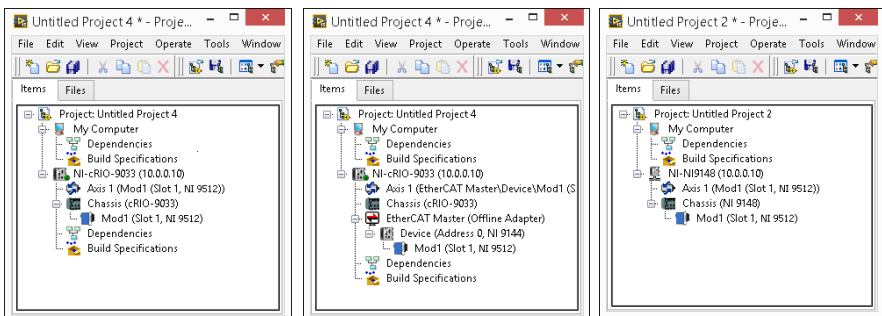 Untitled Project 4 * - Proje...
File Edit View Project Operate Tools Window
Items Files
Project: Untitled Project 4
My Computer
Dependencies
Build Specifications
NI-cRIO-9033 (10.0.0.10)
Axis 1 (Mod1 (Slot 1, NI 9512))
Chassis (cRIO-9033)
Mod1 (Slot 1, NI 9512)
Dependencies
Build Specifications
Untitled Project 4 * - Proje...
File Edit View Project Operate Tools Window
Items Files
Project: Untitled Project 4
My Computer
Dependencies
Build Specifications
NI-cRIO-9033 (10.0.0.10)
Axis 1 (EtherCAT Master\Device\Mod1 (S
Chassis (cRIO-9033)
EtherCAT Master (Offline Adapter)
Device (Address 0, NI 9144)
Mod1 (Slot 1, NI 9512)
Dependencies
Build Specifications
Untitled Project 2 * - Proje...
File Edit View Project Operate Tools Window
Items Files
Project: Untitled Project 2
My Computer
Dependencies
Build Specifications
NI-NI9148 (10.0.0.10)
Axis 1 (Mod1 (Slot 1, NI 9512))
Chassis (NI 9148)
Mod1 (Slot 1, NI 9512)